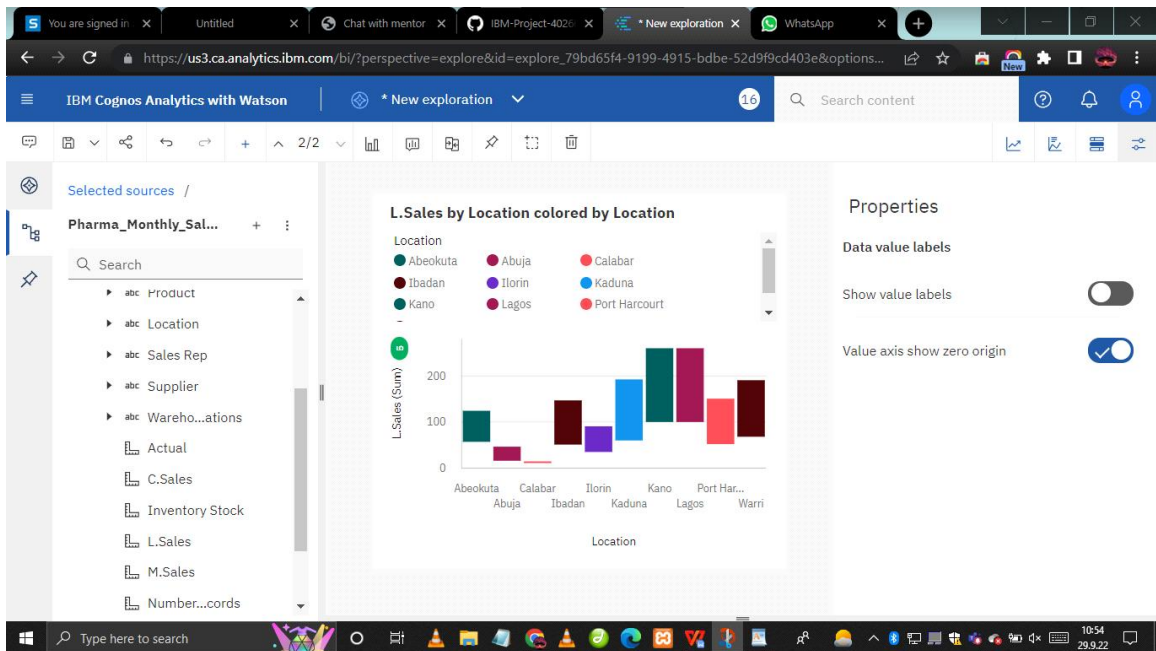 You are signed in
Untitled
Chat with mentor
IBM-Project-4026
* New exploration
WhatsApp
https://us3.ca.analytics.ibm.com/bi/?perspective=explore&id=explore_79bd65f4-9199-4915-bdbe-52d9f9cd403e&options...
New
IBM Cognos Analytics with Watson
* New exploration
16
Search content
2/2
Selected sources /
Pharma_Monthly_Sal...
Search
abc Product
abc Location
abc Sales Rep
abc Supplier
abc Wareho...ations
Actual
C.Sales
Inventory Stock
L.Sales
M.Sales
Number...cords
L.Sales by Location colored by Location
Location
Abeokuta Abuja Calabar
Ibadan Ilorin Kaduna
Kano Lagos Port Harcourt
L.Sales (Sum)
200
100
0
Abeokuta Calabar Ilorin Kano Port Har...
Abuja Ibadan Kaduna Lagos Warri
Location
Properties
Data value labels
Show value labels
Value axis show zero origin
Type here to search
10:54
29.9.22